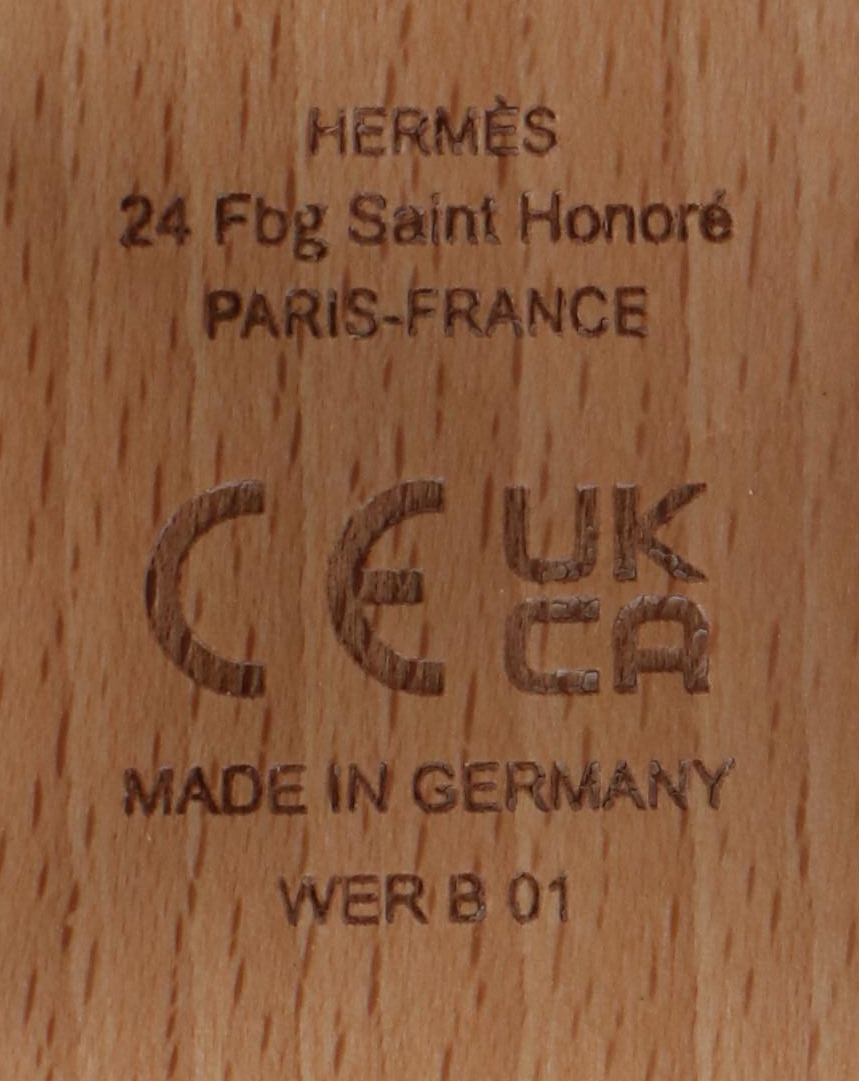 HERMÈS
24 Fbg Saint Honoré
PARIS-FRANCE
CE UK
CA
MADE IN GERMANY
WER B 01